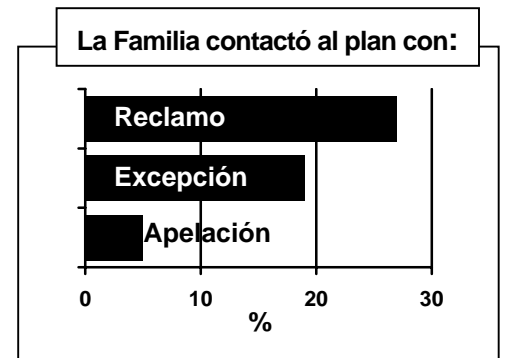 La Familia contactó al plan con:
Reclamo
Excepción
Apelación
0 10 20 30
%